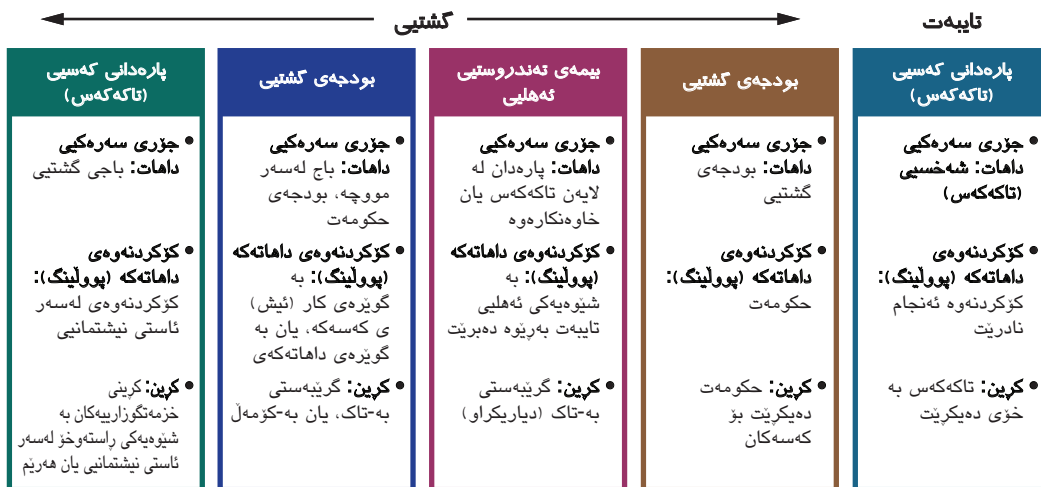 تایبەت
گشتیی
پارەدانی کەسیی
(تاکەکەس)
• جۆری سەرەکیی
داهات: شەخسیی
(تاکەکەس)
• کۆکردنەوەی
داهاتەکە (پووڵینگ):
کۆکردنەوە ئەنجام
نادرێت
• کڕین: تاکەکەس بە
خۆی دەیکڕێت
بودجەی گشتیی
• جۆری سەرەکیی
داهات: بودجەی
گشتیی
• کۆکردنەوەی
داهاتەکە (پووڵینگ):
حکومەت
• کڕین: حکومەت
دەیکڕێت بۆ
کەسەکان
بیمەی تەندروستیی
ئەهلیی
• جۆری سەرەکیی
داهات: پارەدان لە
لایەن تاکەکەس یان
خاوەنکارەوە
• کۆکردنەوەی
داهاتەکە (پووڵینگ): بە
شێوەیەکی ئەهلیی
تایبەت بەڕێوە دەبرێت
• کڕین: گرێبەستی
بە-تاک (دیاریکراو)
بودجەی گشتیی
• جۆری سەرەکیی
داهات: باج لەسەر
مووچە، بودجەی
حکومەت
• کۆکردنەوەی داهاتەکە
(پووڵینگ): بە
گوێرەی کار (ئیش)
ی کەسەکە، یان بە
گوێرەی داهاتەکەی
• کڕین: گرێبەستی
بە-تاک، یان بە-کۆمەڵ
پارەدانی کەسیی
(تاکەکەس)
• جۆری سەرەکیی
داهات: باجی گشتیی
• کۆکردنەوەی
داهاتەکە (پووڵینگ):
کۆکردنەوەی لەسەر
ئاستی نیشتمانیی
• کڕین: کڕینی
خزمەتگوزارییەکان بە
شێوەیەکی ڕاستەوخۆ لەسەر
ئاستی نیشتمانیی یان هەرێم